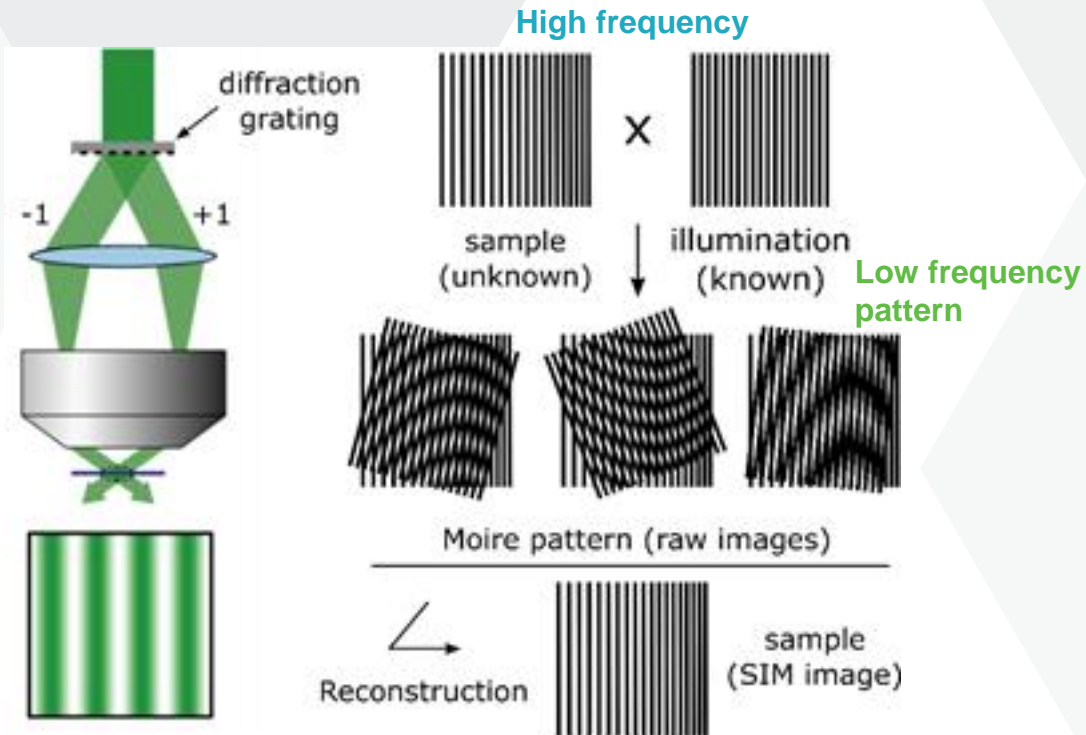 High frequency
diffraction
grating
-1
+1
X
sample
(unknown)
illumination
(known)
Low frequency
pattern
Moire pattern (raw images)
Reconstruction
sample
(SIM image)